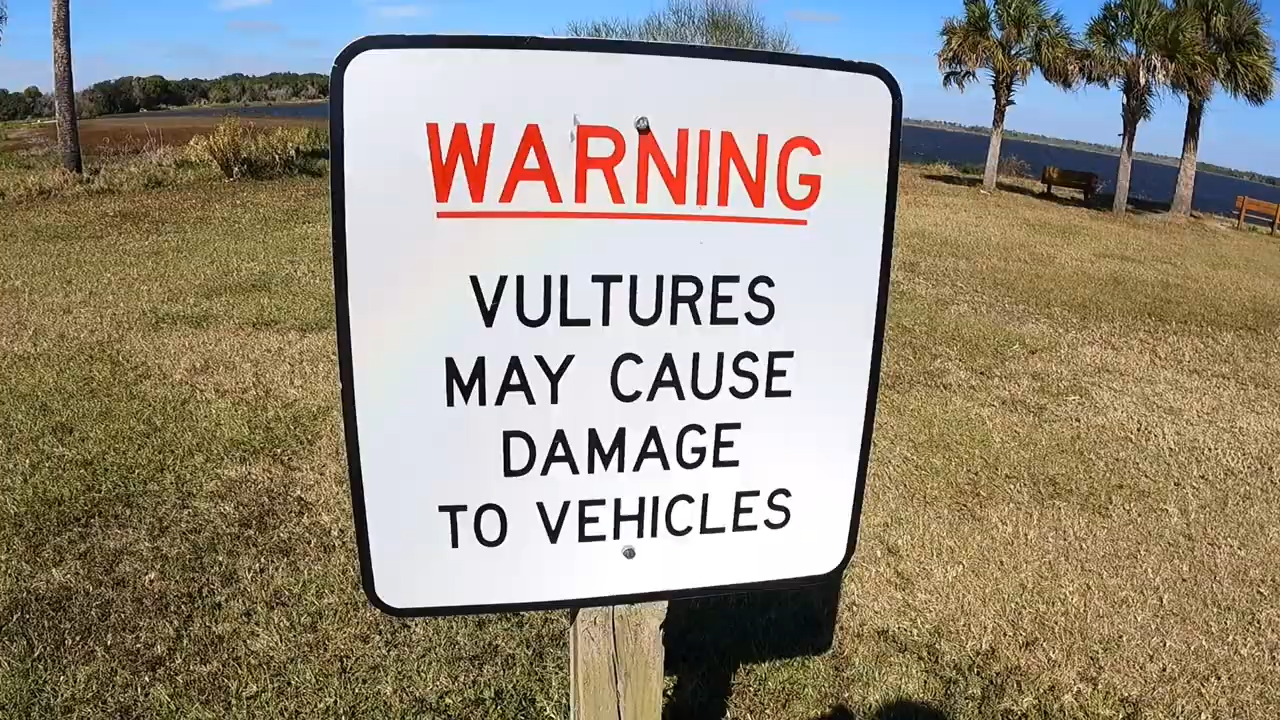 WARNING
VULTURES
MAY CAUSE
DAMAGE
TO VEHICLES